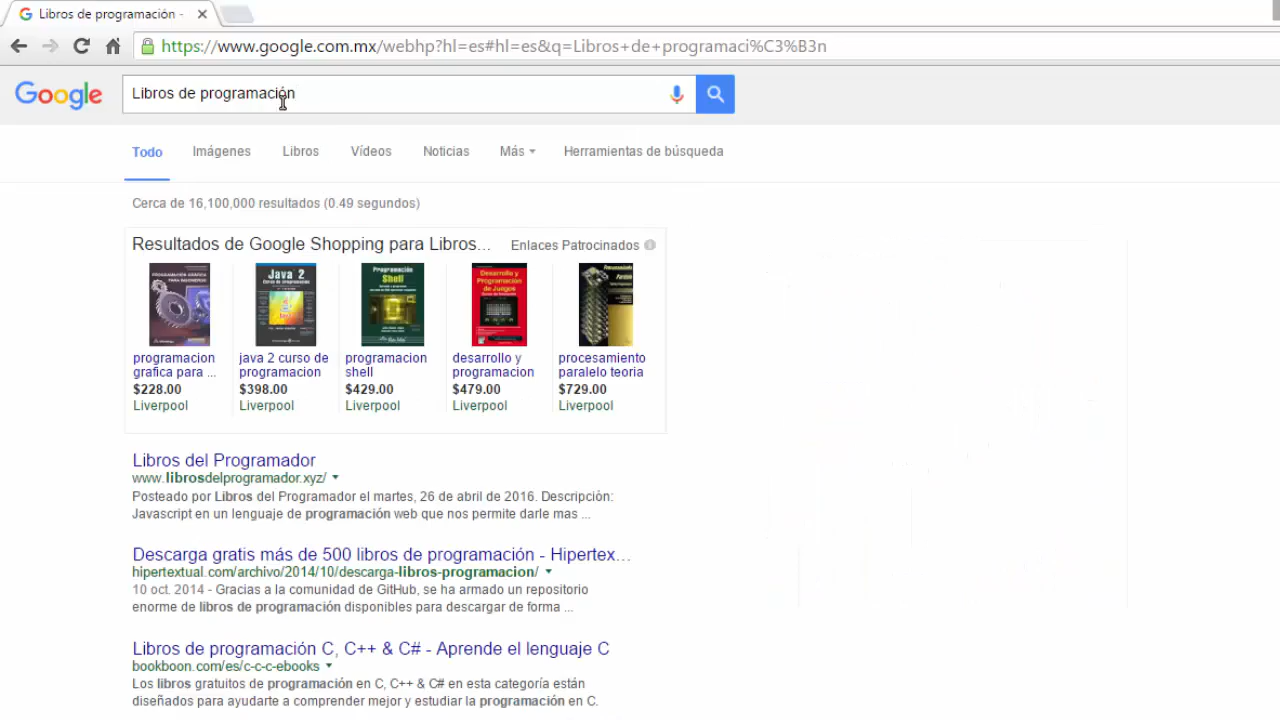 Libros de programación -
https://www.google.com.mx/webhp?hl=es#hl=es&q=Libros+de+programaci%C3%B3n
Google
Libros de programación
Todo Imágenes Libros Vídeos Noticias Más Herramientas de búsqueda
Cerca de 16,100,000 resultados (0.49 segundos)
Resultados de Google Shopping para Libros... Enlaces Patrocinados
Java 2
Programación Shell
Desarrollo y Programación de Juegos
programacion grafica para ...
$228.00
Liverpool
java 2 curso de programacion
$398.00
Liverpool
programacion shell
$429.00
Liverpool
desarrollo y programacion
$479.00
Liverpool
procesamiento paralelo teoria
$729.00
Liverpool
Libros del Programador
www.librosdelprogramador.xyz/
Posteado por Libros del Programador el martes, 26 de abril de 2016. Descripción:
Javascript en un lenguaje de programación web que nos permite darle mas ...
Descarga gratis más de 500 libros de programación - Hipertex...
hipertextual.com/archivo/2014/10/descarga-libros-programacion/
10 oct. 2014 - Gracias a la comunidad de GitHub, se ha armado un repositorio
enorme de libros de programación disponibles para descargar de forma ...
Libros de programación C, C++ & C# - Aprende el lenguaje C
bookboon.com/es/c-c-c-ebooks
Los libros gratuitos de programación en C, C++ & C# en esta categoría están
diseñados para ayudarte a comprender mejor y estudiar la programación en C.